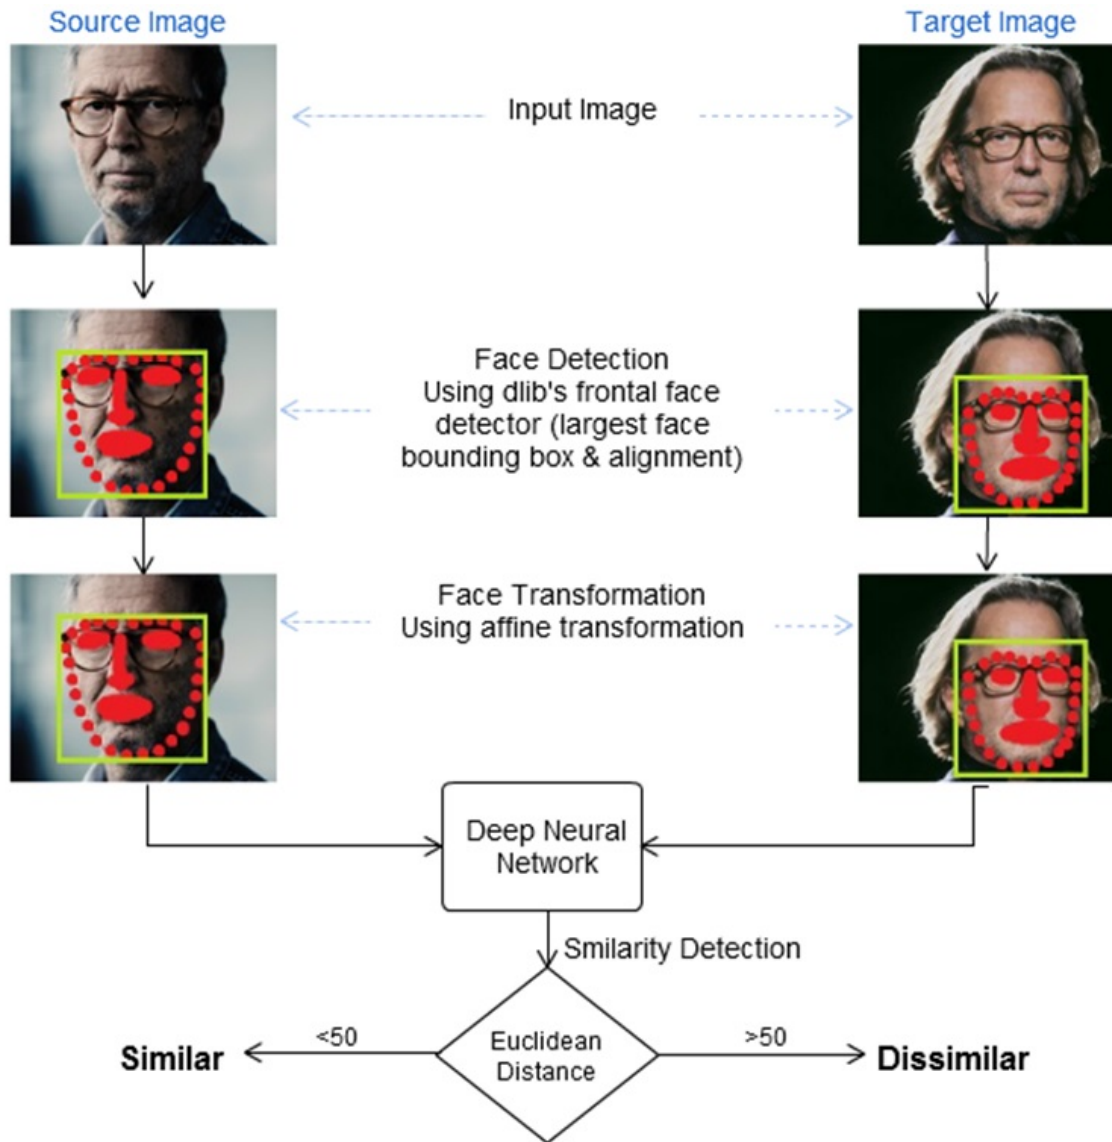 Source Image
Target Image
Input Image
Face Detection
Using dlib's frontal face
detector (largest face
bounding box & alignment)
Face Transformation
Using affine transformation
Deep Neural
Network
Smilarity Detection
<50
>50
Similar
Euclidean
Distance
Dissimilar